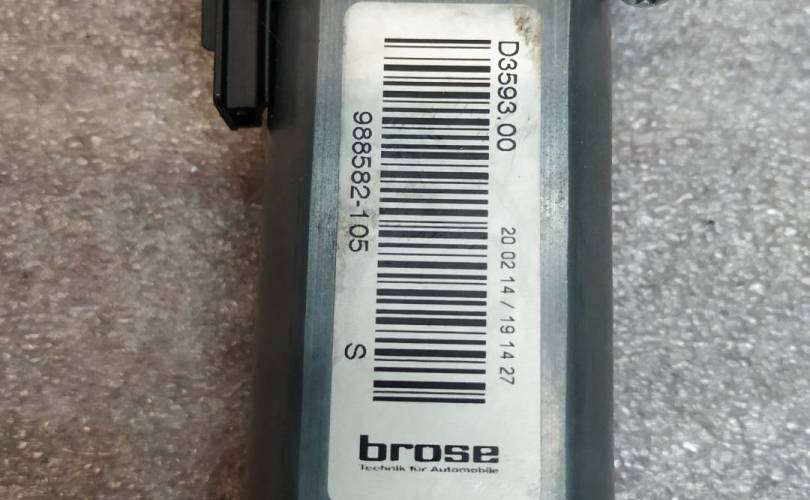 D3593.00
20 02 14 / 19 14 27
988582-105 S
brose
Technik für Automobile